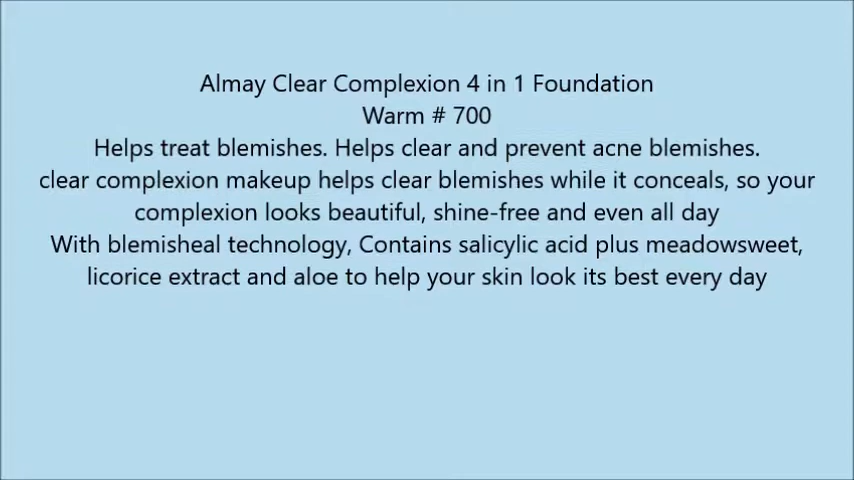 Almay Clear Complexion 4 in 1 Foundation
Warm # 700
Helps treat blemishes. Helps clear and prevent acne blemishes.
clear complexion makeup helps clear blemishes while it conceals, so your
complexion looks beautiful, shine-free and even all day
With blemisheal technology, Contains salicylic acid plus meadowsweet,
licorice extract and aloe to help your skin look its best every day